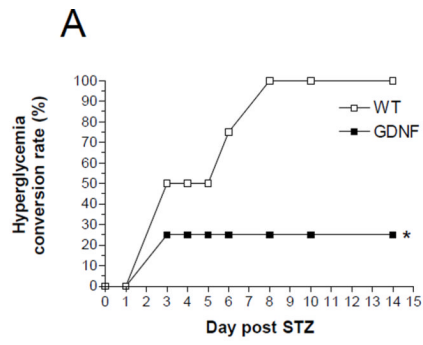 A
Hyperglycemia
conversion rate (%)
100
90
80
70
60
50
40
30
20
10
0
WT
GDNF
*
0 1 2 3 4 5 6 7 8 9 10 11 12 13 14 15
Day post STZ